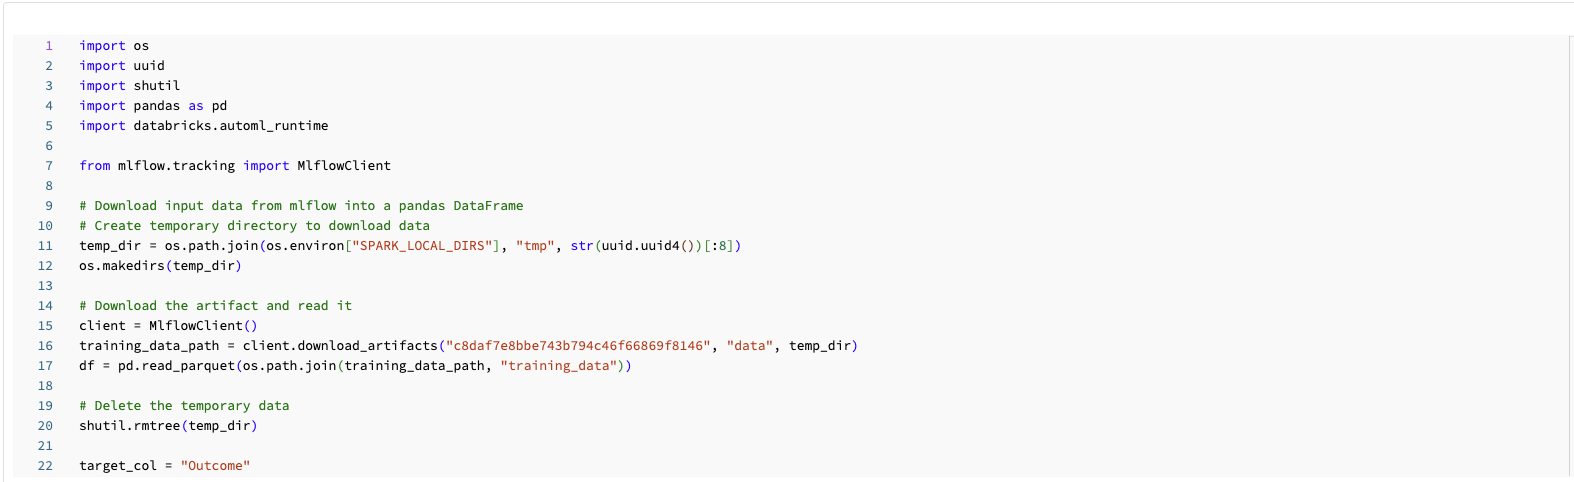 1 import os
2 import uuid
3 import shutil
4 import pandas as pd
5 import databricks.automl_runtime
6
7 from mlflow.tracking import MlflowClient
8
9 # Download input data from mlflow into a pandas DataFrame
10 # Create temporary directory to download data
11 temp_dir = os.path.join(os.environ["SPARK_LOCAL_DIRS"], "tmp", str(uuid.uuid4())[:8])
12 os.makedirs(temp_dir)
13
14 # Download the artifact and read it
15 client = MlflowClient()
16 training_data_path = client.download_artifacts("c8daf7e8bbe743b794c46f66869f8146", "data", temp_dir)
17 df = pd.read_parquet(os.path.join(training_data_path, "training_data"))
18
19 # Delete the temporary data
20 shutil.rmtree(temp_dir)
21
22 target_col = "Outcome"